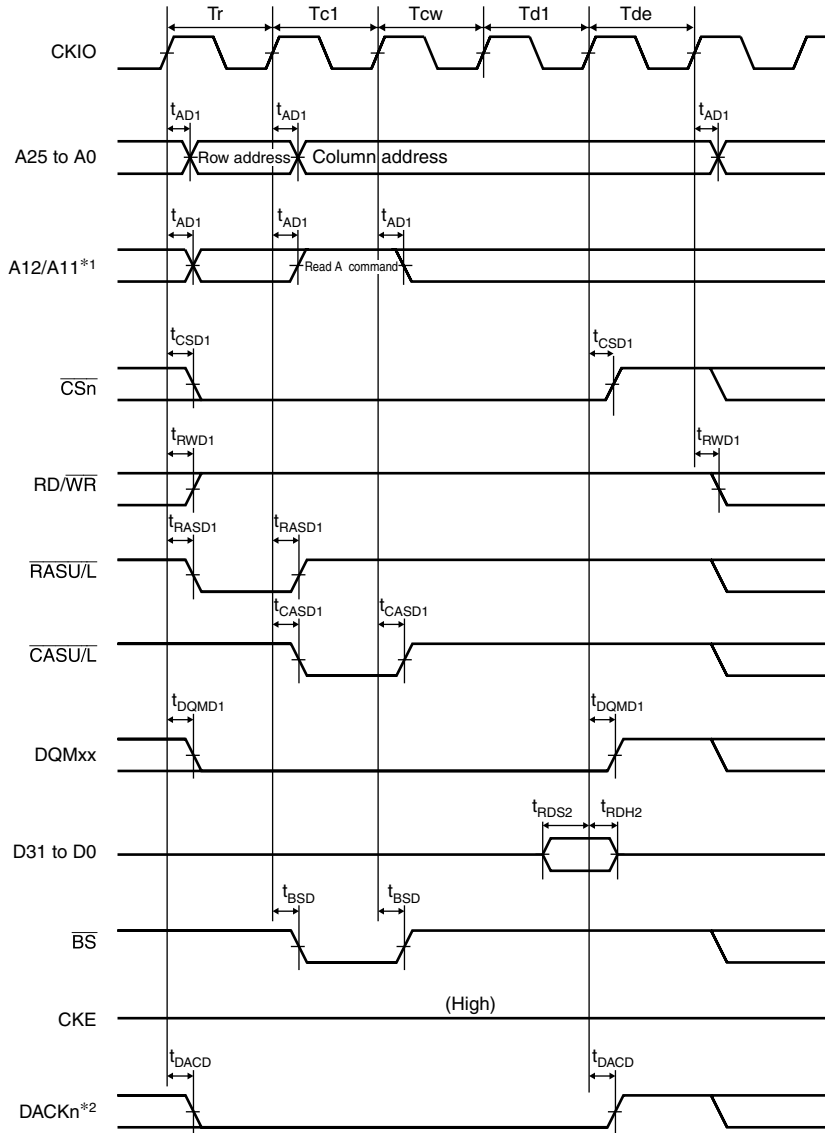 Tr Tc1 Tcw Td1 Tde
CKIO
tAD1 tAD1 tAD1
A25 to A0 Row address Column address
tAD1 tAD1 tAD1
A12/A11*1 Read A command
tCSD1 tCSD1
CSn
tRWD1 tRWD1
RD/WR
tRASD1 tRASD1
RASU/L
tCASD1 tCASD1
CASU/L
tDQMD1 tDQMD1
DQMxx
tRDS2 tRDH2
D31 to D0
tBSD tBSD
BS
(High)
CKE
tDACD tDACD
DACKn*2